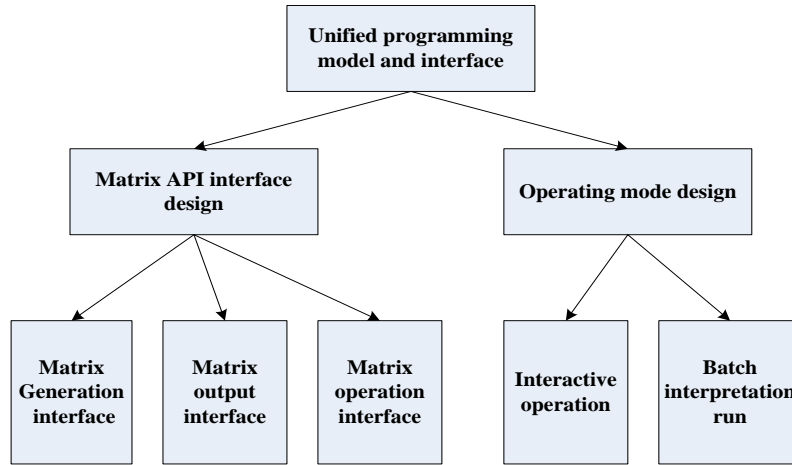 Unified programming
model and interface
Matrix API interface
design
Operating mode design
Matrix
Generation
interface
Matrix
output
interface
Matrix
operation
interface
Interactive
operation
Batch
interpretation
run